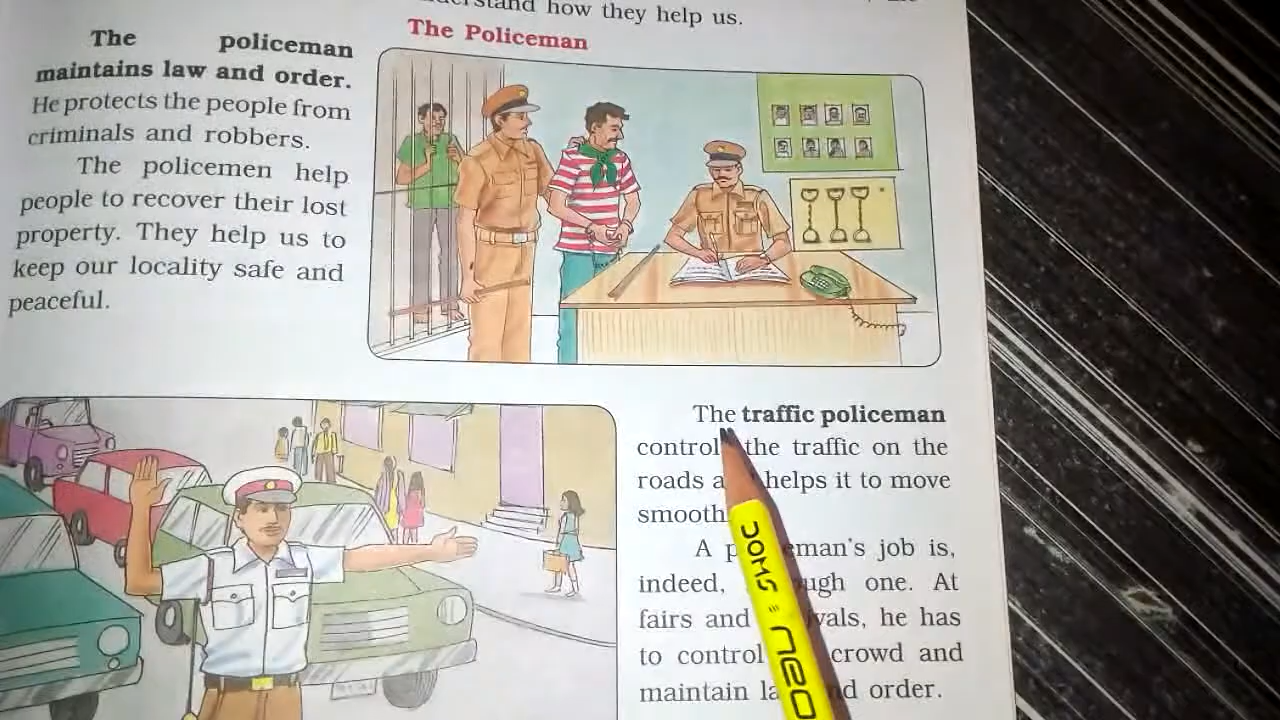 understand how they help us.
The Policeman
The policeman
maintains law and order.
He protects the people from
criminals and robbers.
The policemen help
people to recover their lost
property. They help us to
keep our locality safe and
peaceful.
The traffic policeman
control the traffic on the
roads a helps it to move
smooth
A p eman's job is,
indeed, ugh one. At
fairs and vals, he has
to control crowd and
maintain la nd order.
DOMS neo